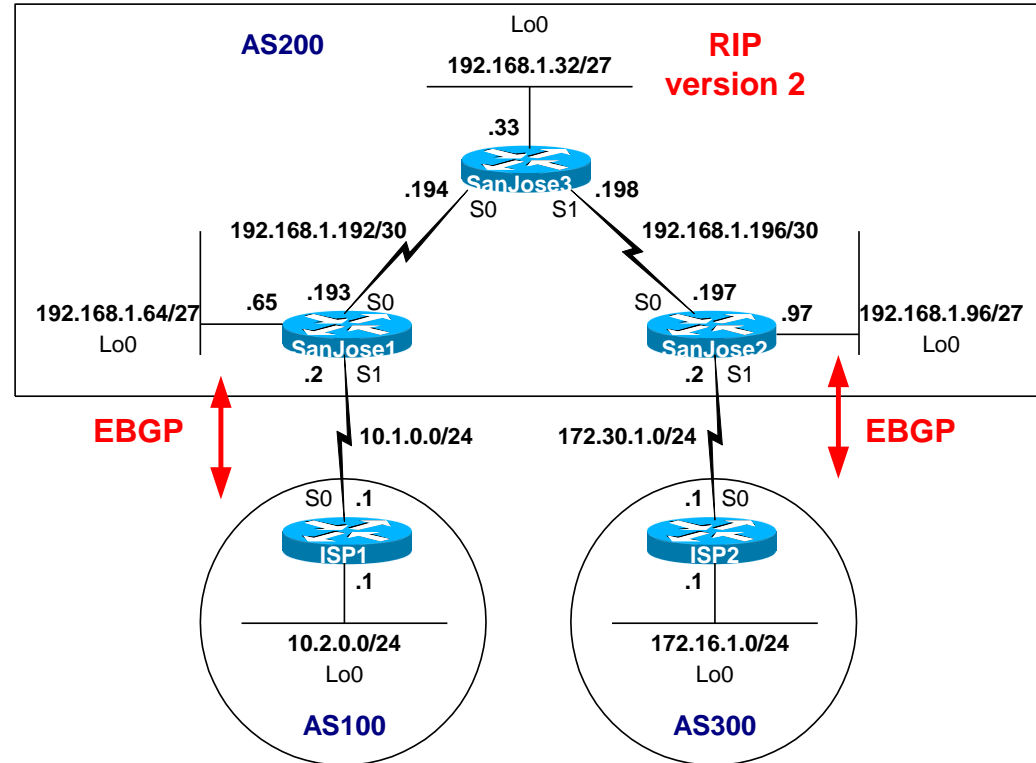 Lo0
AS200
RIP
version 2
192.168.1.32/27
.33
SanJose3
.194
.198
S0
S1
192.168.1.192/30
192.168.1.196/30
.193
S0
S0
.197
.65
.97
192.168.1.64/27
192.168.1.96/27
Lo0
Lo0
SanJose1
SanJose2
.2
S1
.2
S1
EBGP
10.1.0.0/24
172.30.1.0/24
EBGP
S0
.1
.1
S0
ISP1
ISP2
.1
.1
10.2.0.0/24
172.16.1.0/24
Lo0
Lo0
AS100
AS300